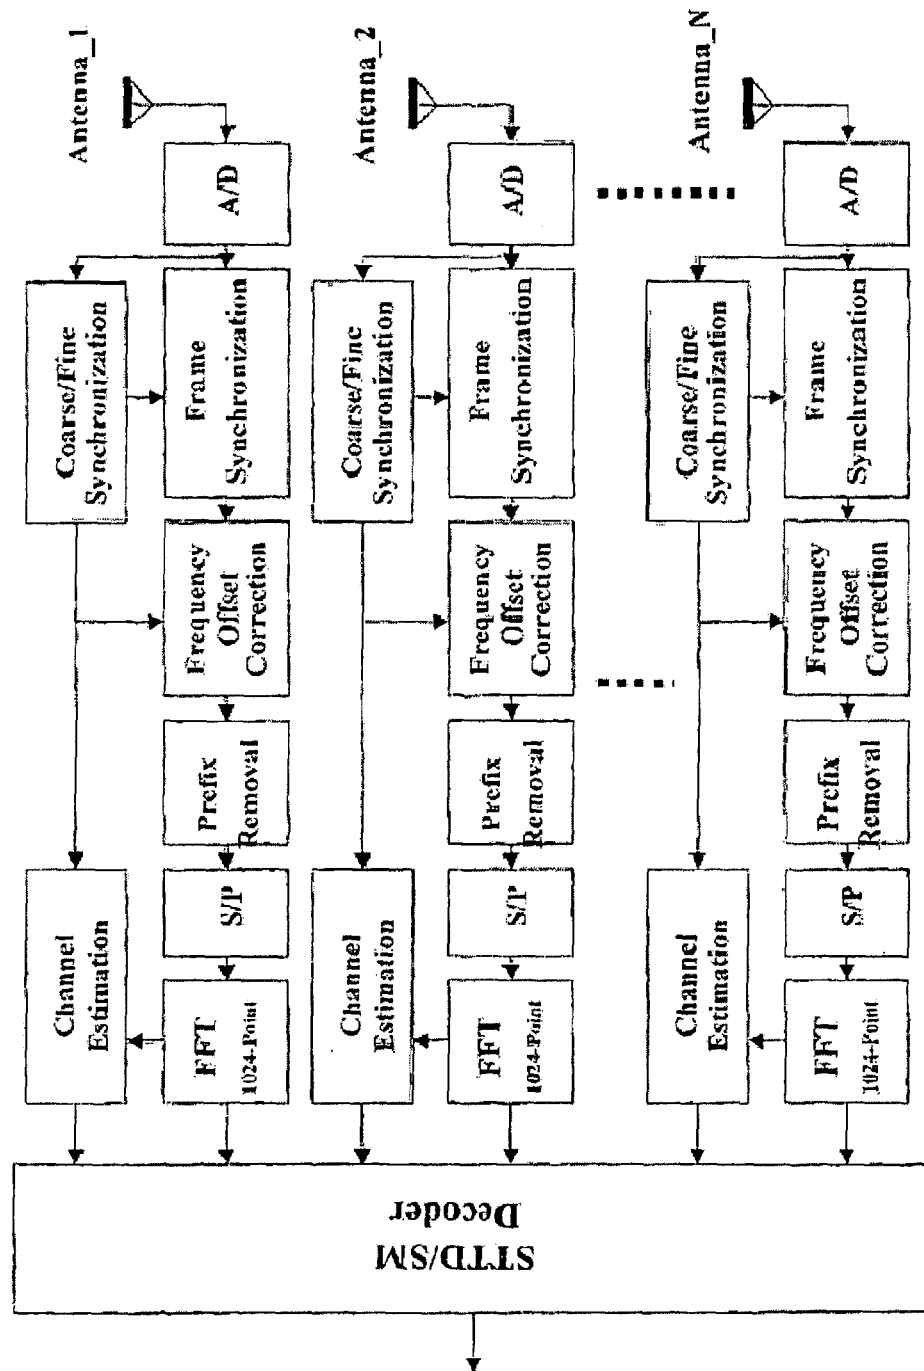 Antenna_1
A/D
Coarse/Fine
Synchronization
Frame
Synchronization
Frequency
Offset
Correction
Prefix
Removal
S/P
FFT
1024-Point
Channel
Estimation
Antenna_2
A/D
Coarse/Fine
Synchronization
Frame
Synchronization
Frequency
Offset
Correction
Prefix
Removal
S/P
FFT
1024-Point
Channel
Estimation
Antenna_N
A/D
Coarse/Fine
Synchronization
Frame
Synchronization
Frequency
Offset
Correction
Prefix
Removal
S/P
FFT
1024-Point
Channel
Estimation
STTD/SM
Decoder